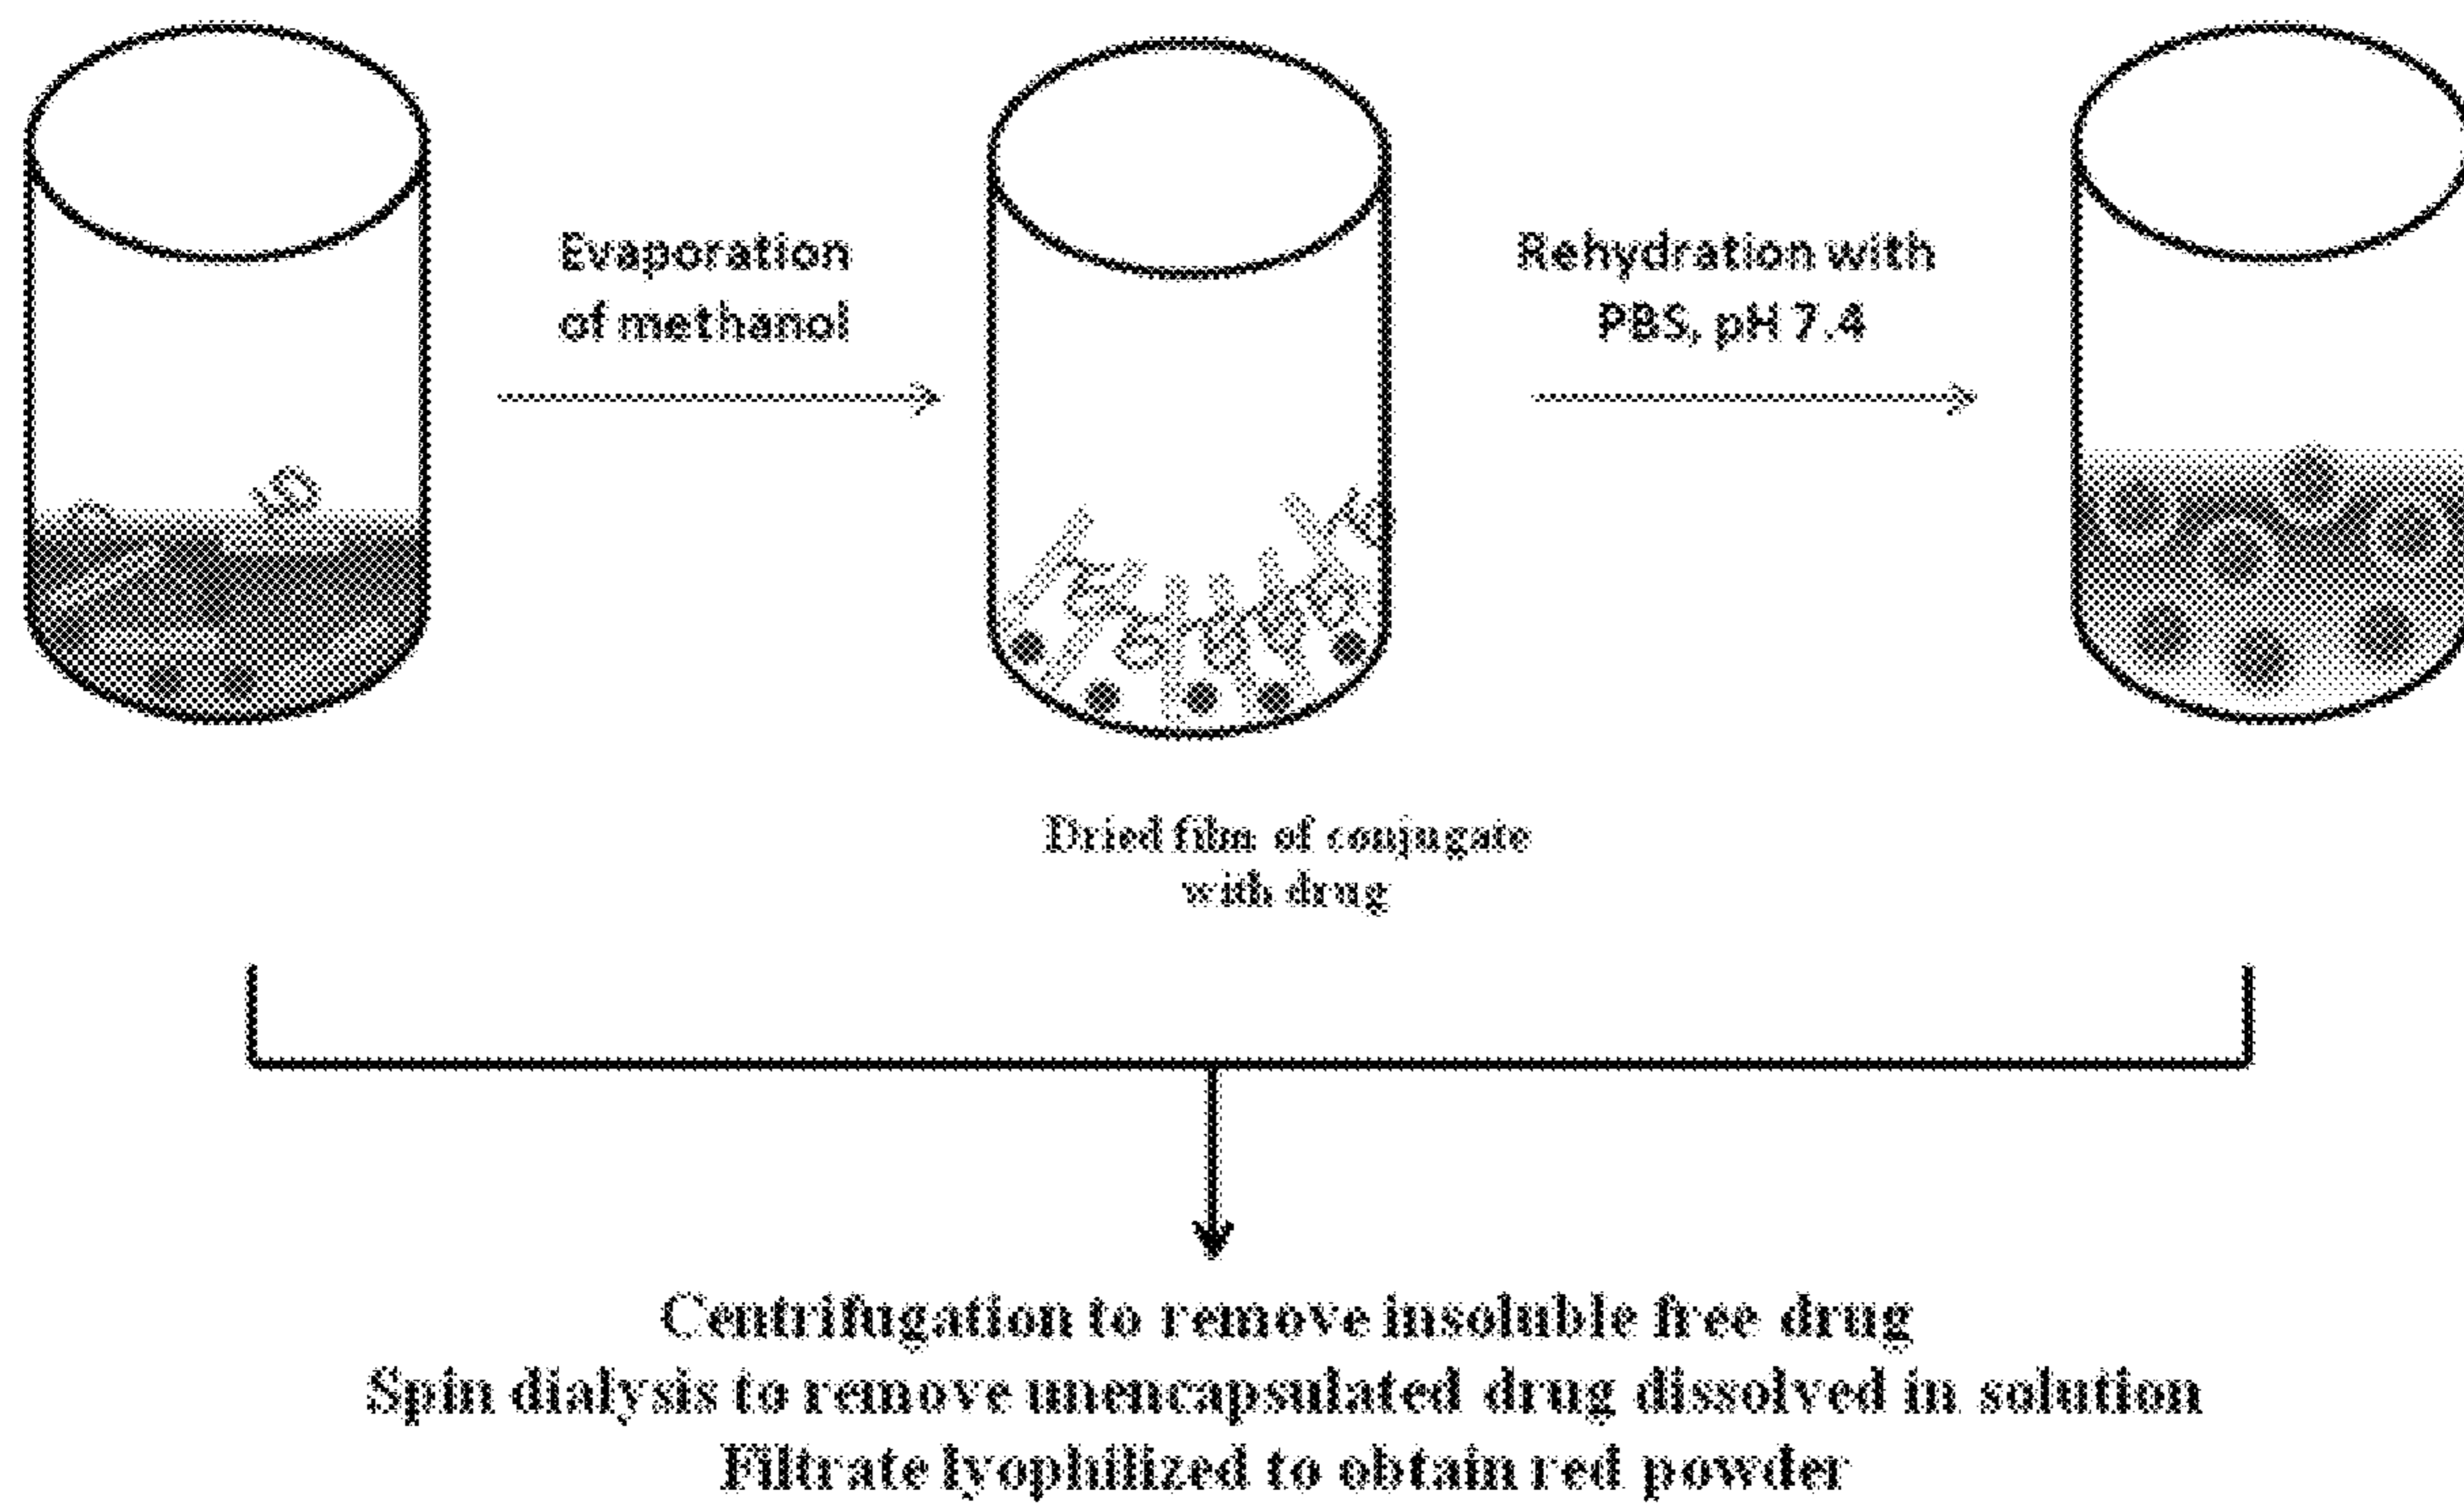 Evaporation
of methanol
Rehydration with
PBS, pH 7.4
Dried film of conjugate
with drug
Centrifugation to remove insoluble free drug
Spin dialysis to remove unencapsulated drug dissolved in solution
Filtrate lyophilized to obtain red powder